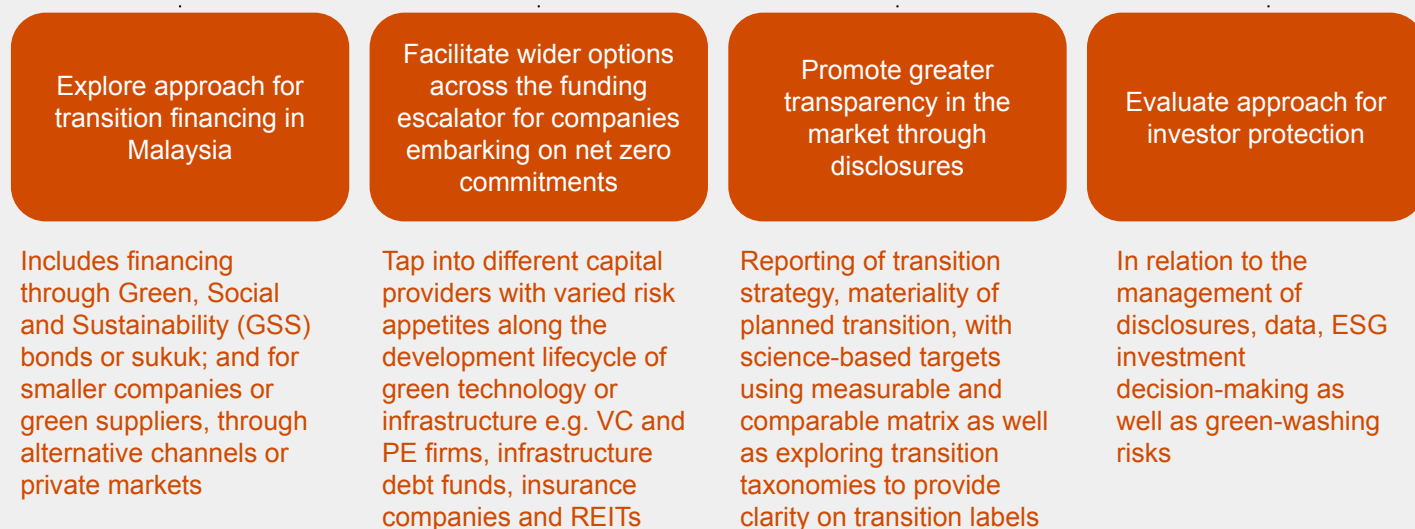 Explore approach for
transition financing in
Malaysia
Facilitate wider options
across the funding
escalator for companies
embarking on net zero
commitments
Promote greater
transparency in the
market through
disclosures
Evaluate approach for
investor protection
Includes financing
through Green, Social
and Sustainability (GSS)
bonds or sukuk; and for
smaller companies or
green suppliers, through
alternative channels or
private markets
Tap into different capital
providers with varied risk
appetites along the
development lifecycle of
green technology or
infrastructure e.g. VC and
PE firms, infrastructure
debt funds, insurance
companies and REITs
Reporting of transition
strategy, materiality of
planned transition, with
science-based targets
using measurable and
comparable matrix as well
as exploring transition
taxonomies to provide
clarity on transition labels
In relation to the
management of
disclosures, data, ESG
investment
decision-making as
well as green-washing
risks